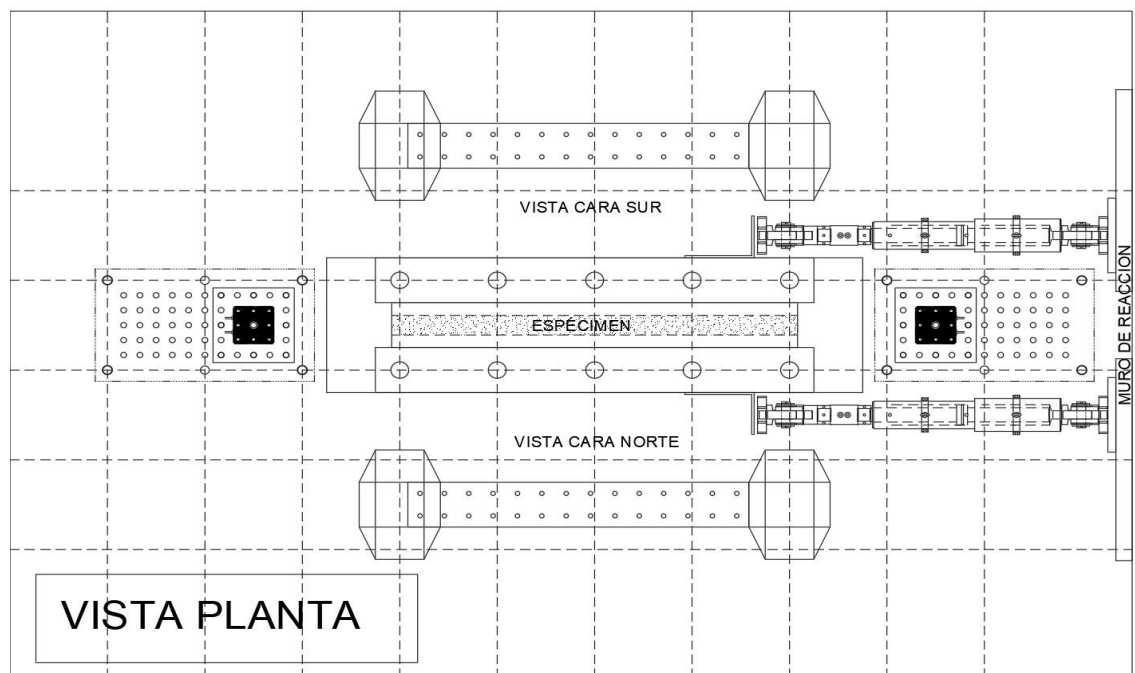 VISTA CARA SUR
ESPÉCIMEN
MURO DE REACCION
VISTA CARA NORTE
VISTA PLANTA